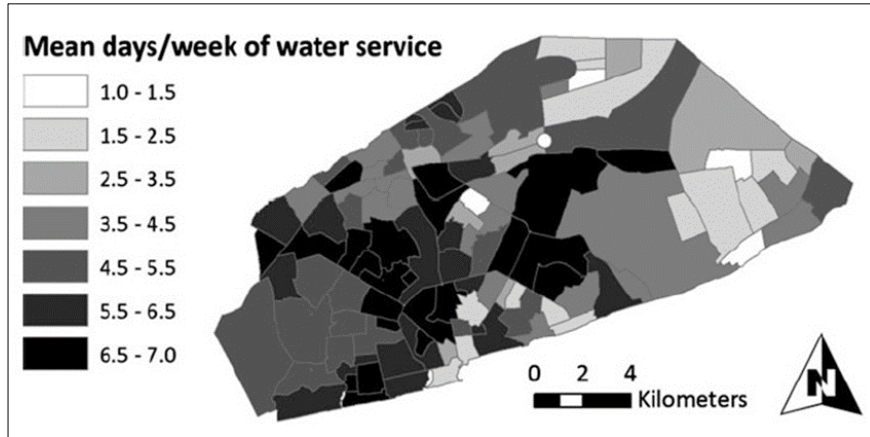 Mean days/week of water service
1.0 - 1.5
1.5 - 2.5
2.5 - 3.5
3.5 - 4.5
4.5 - 5.5
5.5 - 6.5
6.5 - 7.0
0 2 4
Kilometers
N